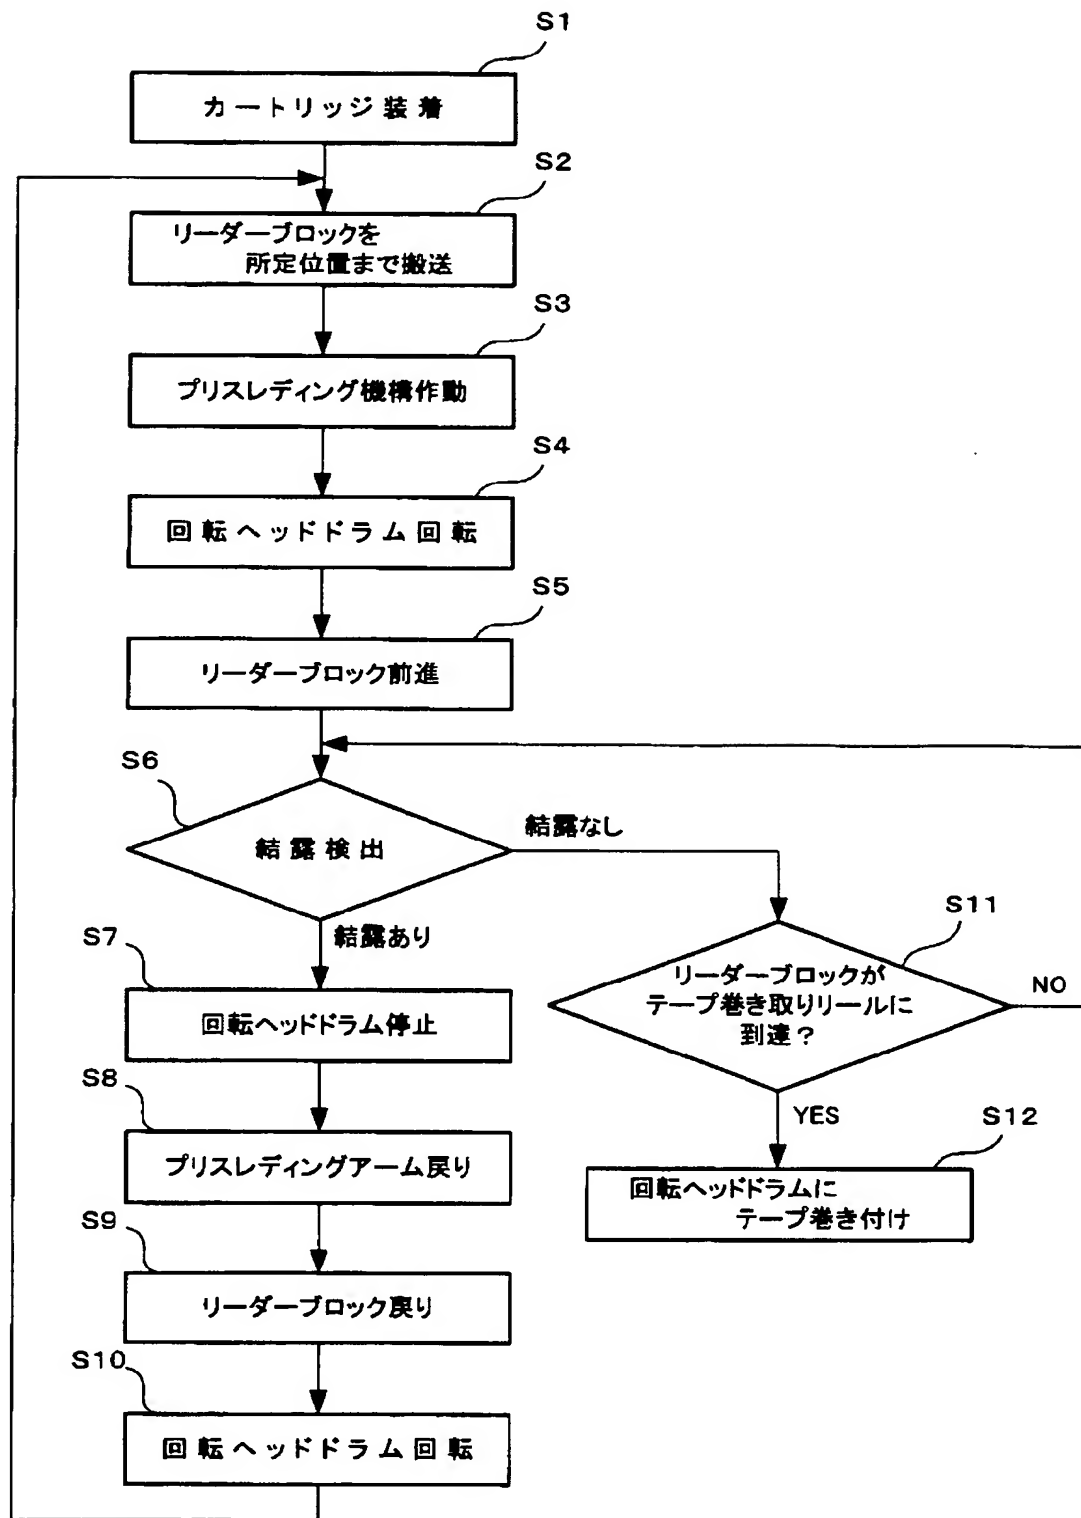 S1
カートリッジ装着
S2
リーダーブロックを
所定位置まで搬送
S3
プリスレディング機構作動
S4
回転ヘッドドラム回転
S5
リーダーブロック前進
S6
結露検出
結露なし
結露あり
S11
リーダーブロックが
テープ巻き取りリールに
到達?
NO
YES
S7
回転ヘッドドラム停止
S8
プリスレディングアーム戻り
S12
回転ヘッドドラムに
テープ巻き付け
S9
リーダーブロック戻り
S10
回転ヘッドドラム回転